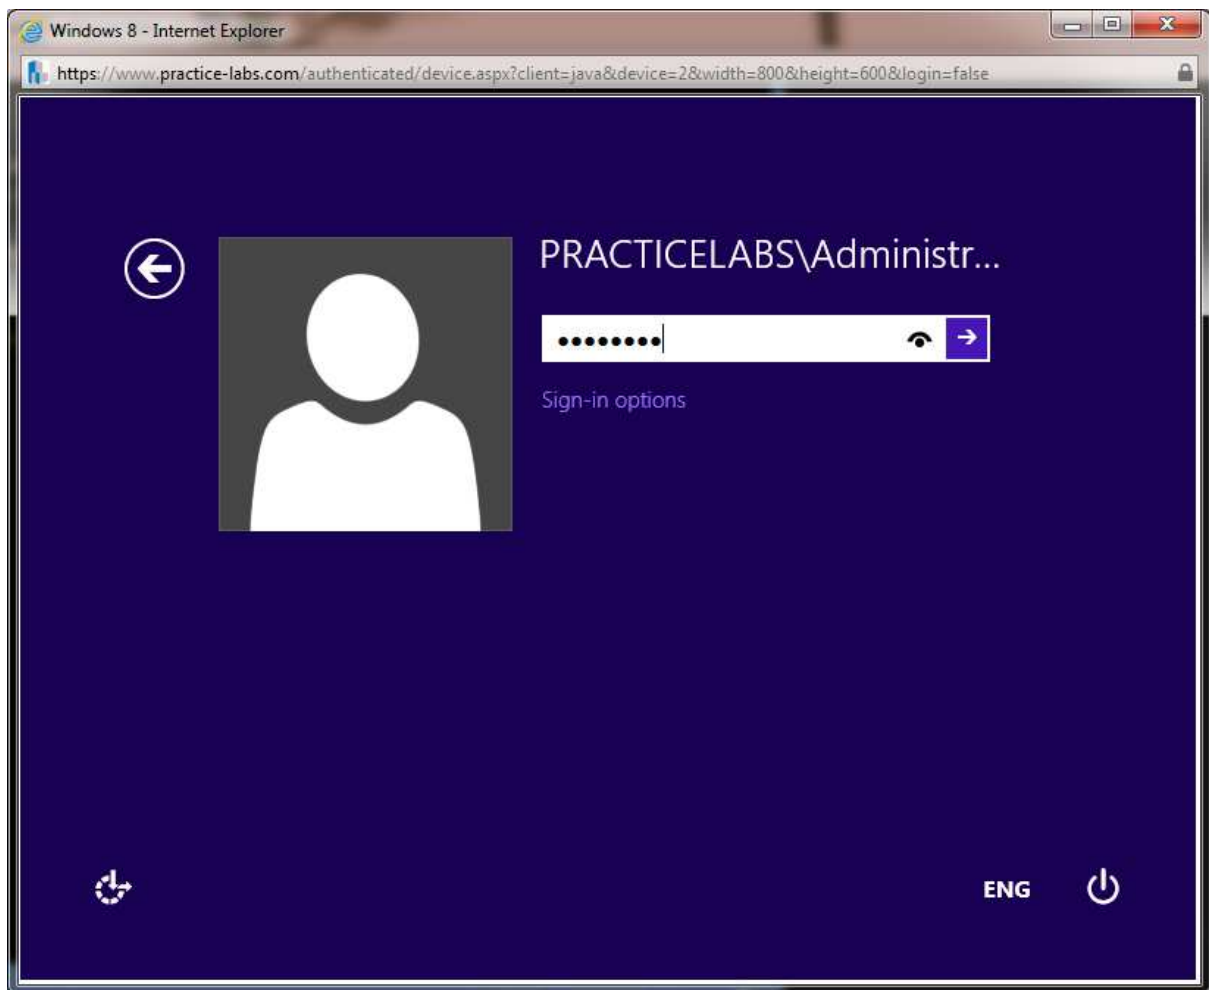 Windows 8 - Internet Explorer
https://www.practice-labs.com/authenticated/device.aspx?client=java&device=2&width=800&height=600&login=false
PRACTICELABS\Administr...
Sign-in options
ENG